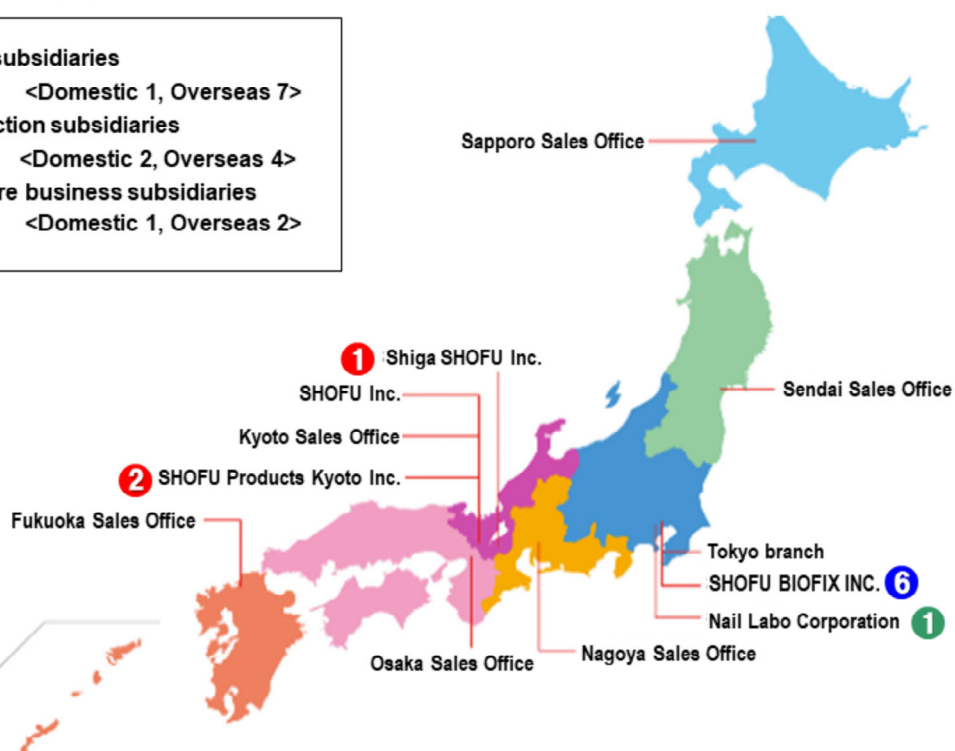 subsidiaries
<Domestic 1, Overseas 7>
ction subsidiaries
<Domestic 2, Overseas 4>
re business subsidiaries
<Domestic 1, Overseas 2>
Sapporo Sales Office
1 Shiga SHOFU Inc.
SHOFU Inc.
Sendai Sales Office
Kyoto Sales Office
2 SHOFU Products Kyoto Inc.
Fukuoka Sales Office
Tokyo branch
SHOFU BIOFIX INC. 6
Nail Labo Corporation 1
Nagoya Sales Office
Osaka Sales Office